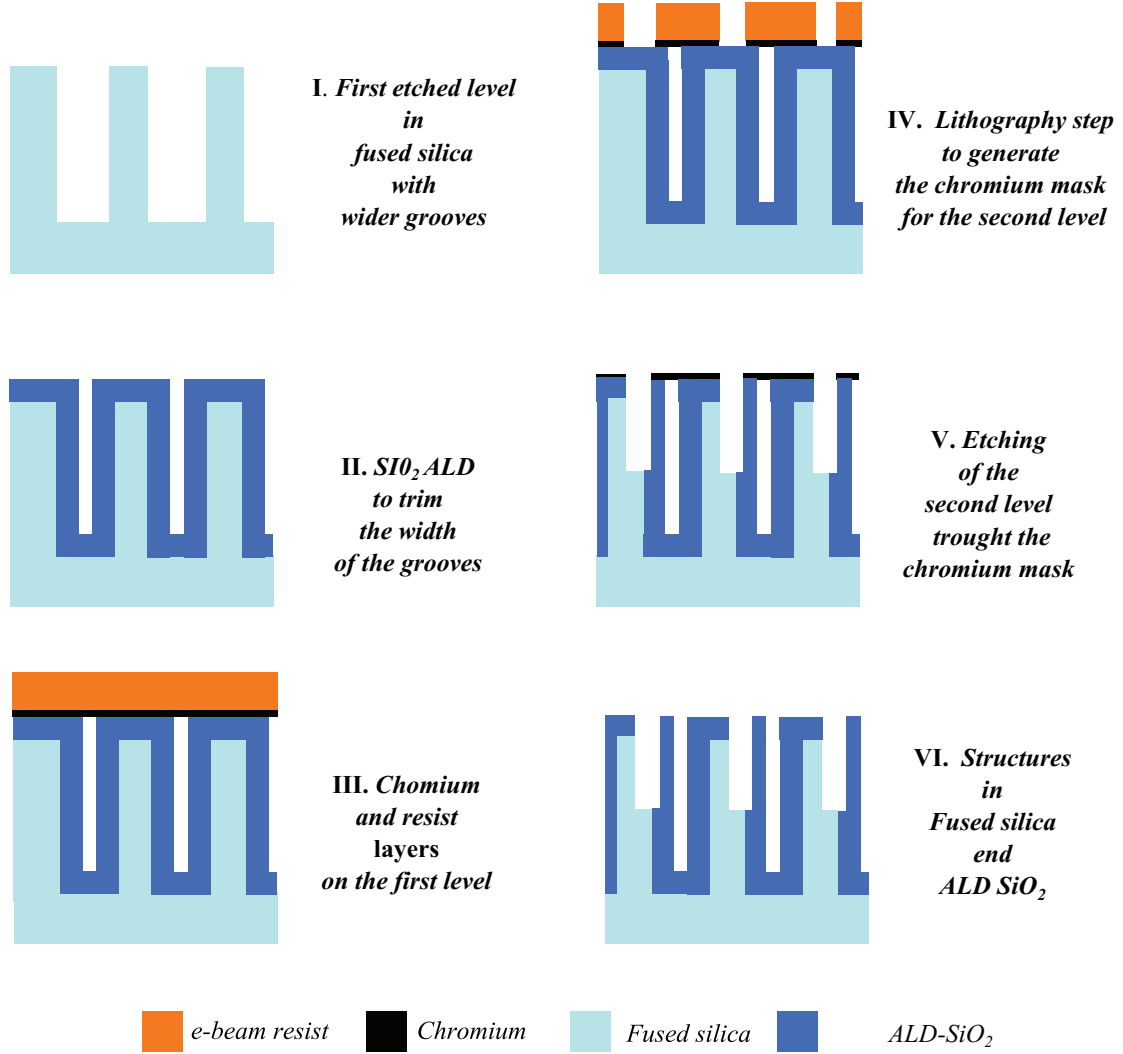 I. First etched level
in
fused silica
with
wider grooves
II. SI0₂ ALD
to trim
the width
of the grooves
III. Chomium
and resist
layers
on the first level
IV. Lithography step
to generate
the chromium mask
for the second level
V. Etching
of the
second level
trought the
chromium mask
VI. Structures
in
Fused silica
end
ALD SiO₂
e-beam resist
Chromium
Fused silica
ALD-SiO₂